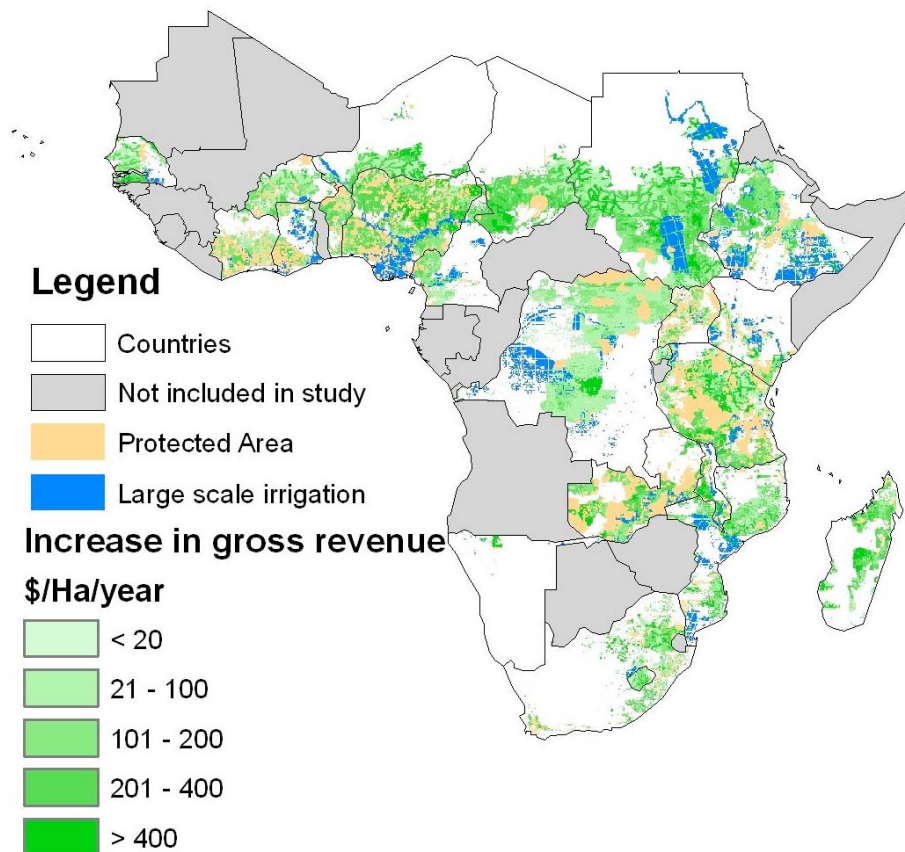 Legend
Countries
Not included in study
Protected Area
Large scale irrigation
Increase in gross revenue
$/Ha/year
< 20
21 - 100
101 - 200
201 - 400
> 400